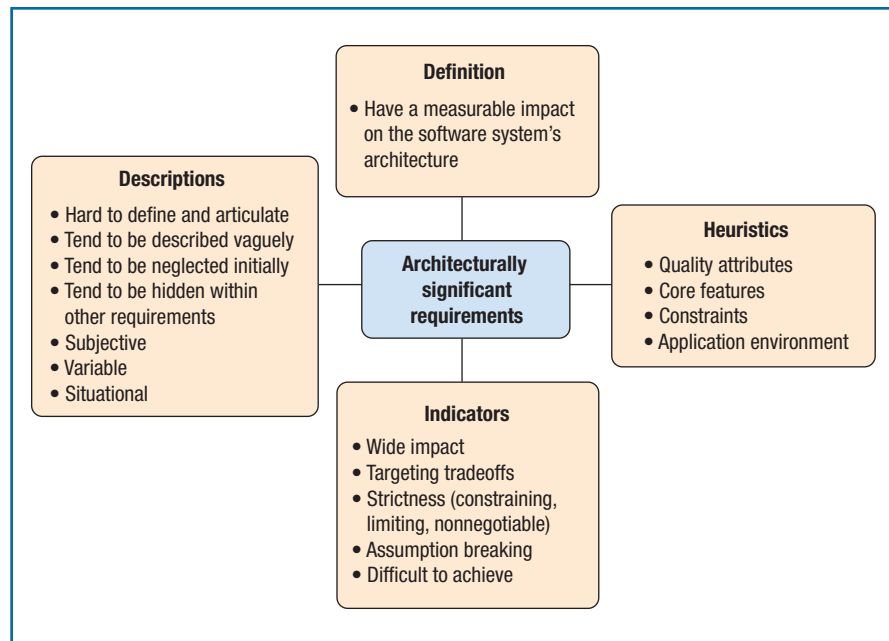 Definition
• Have a measurable impact
on the software system's
architecture
Descriptions
• Hard to define and articulate
• Tend to be described vaguely
• Tend to be neglected initially
• Tend to be hidden within
other requirements
• Subjective
• Variable
• Situational
Architecturally
significant
requirements
Heuristics
• Quality attributes
• Core features
• Constraints
• Application environment
Indicators
• Wide impact
• Targeting tradeoffs
• Strictness (constraining,
limiting, nonnegotiable)
• Assumption breaking
• Difficult to achieve